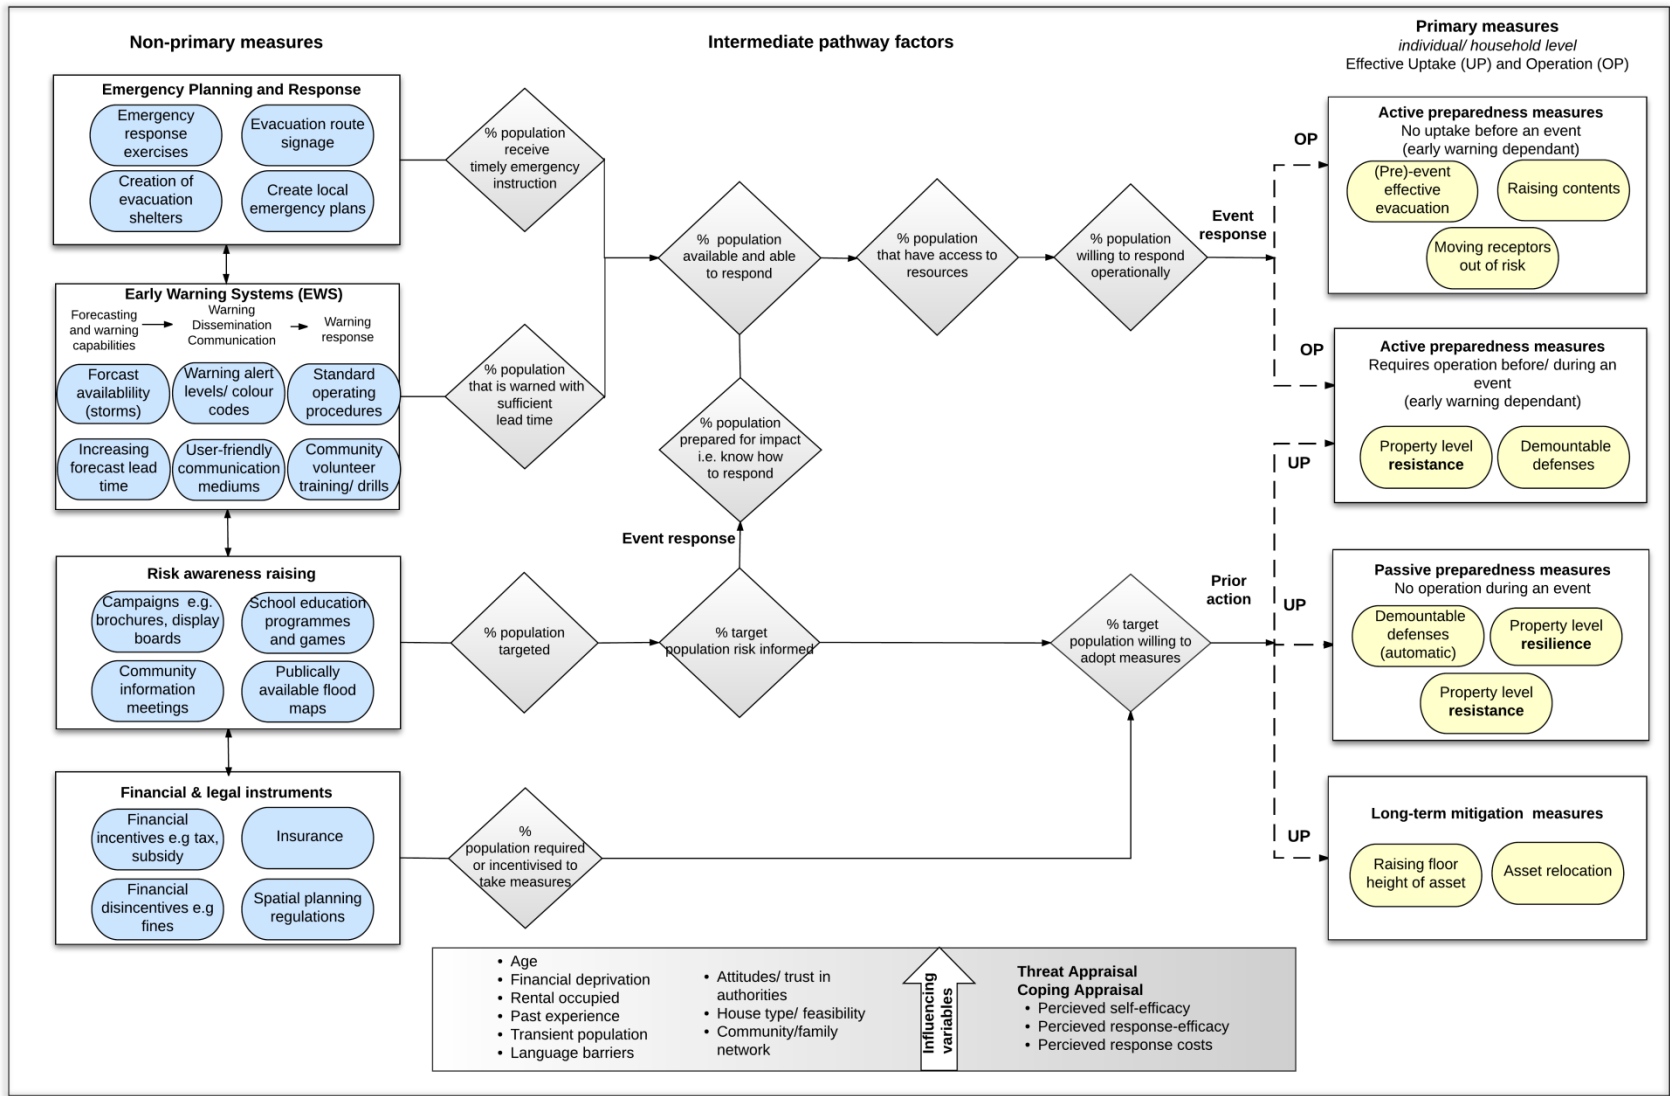 Non-primary measures
Intermediate pathway factors
Primary measures
individual/ household level
Effective Uptake (UP) and Operation (OP)
Emergency Planning and Response
Emergency
response
exercises
Evacuation route
signage
Creation of
evacuation
shelters
Create local
emergency plans
Early Warning Systems (EWS)
Forecasting
and warning
capabilities
Warning
Dissemination
Communication
Warning
response
Forcast
availablility
(storms)
Warning alert
levels/ colour
codes
Standard
operating
procedures
Increasing
forecast lead
time
User-friendly
communication
mediums
Community
volunteer
training/ drills
Risk awareness raising
Campaigns e.g.
brochures, display
boards
School education
programmes
and games
Community
information
meetings
Publically
available flood
maps
Financial & legal instruments
Financial
incentives e.g tax,
subsidy
Insurance
Financial
disincentives e.g
fines
Spatial planning
regulations
% population
receive
timely emergency
instruction
% population
that is warned with
sufficient
lead time
% population
targeted
%
population required
or incentivised to
take measures
% population
available and able
to respond
% population
prepared for impact
i.e. know how
to respond
Event response
% target
population risk informed
% population
that have access to
resources
% population
willing to respond
operationally
% target
population willing to
adopt measures
Event
response
Prior
action
OP
OP
UP
UP
UP
Active preparedness measures
No uptake before an event
(early warning dependant)
(Pre)-event
effective
evacuation
Raising contents
Moving receptors
out of risk
Active preparedness measures
Requires operation before/ during an
event
(early warning dependant)
Property level
resistance
Demountable
defenses
Passive preparedness measures
No operation during an event
Demountable
defenses
(automatic)
Property level
resilience
Property level
resistance
Long-term mitigation measures
Raising floor
height of asset
Asset relocation
• Age
• Financial deprivation
• Rental occupied
• Past experience
• Transient population
• Language barriers
• Attitudes/ trust in
authorities
• House type/ feasibility
• Community/family
network
Influencing
variables
Threat Appraisal
Coping Appraisal
• Percieved self-efficacy
• Percieved response-efficacy
• Percieved response costs